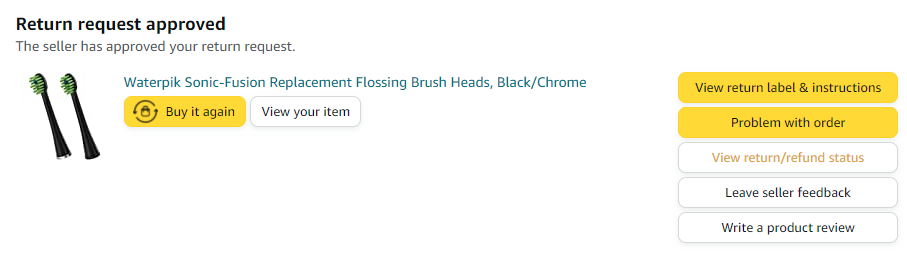 Return request approved
The seller has approved your return request.
Waterpik Sonic-Fusion Replacement Flossing Brush Heads, Black/Chrome
Buy it again
View your item
View return label & instructions
Problem with order
View return/refund status
Leave seller feedback
Write a product review